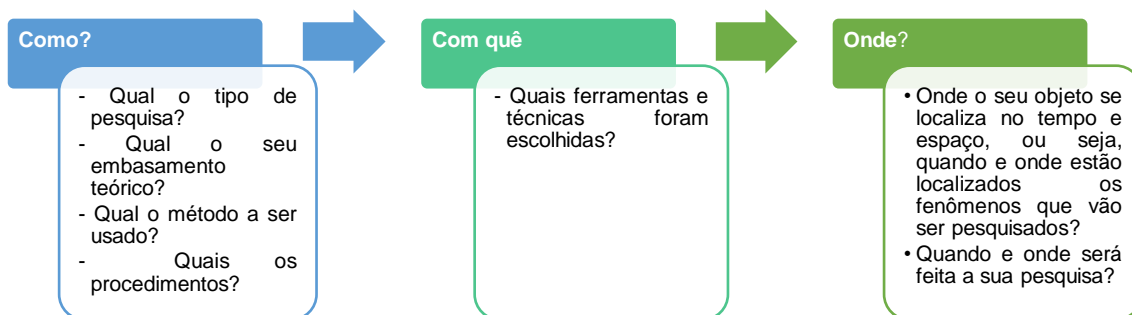 Como?
- Qual o tipo de
pesquisa?
- Qual o seu
embasamento
teórico?
- Qual o método a ser
usado?
- Quais os
procedimentos?
Com quê
- Quais ferramentas e
técnicas foram
escolhidas?
Onde?
• Onde o seu objeto se
localiza no tempo e
espaço, ou seja,
quando e onde estão
localizados os
fenômenos que vão
ser pesquisados?
• Quando e onde será
feita a sua pesquisa?